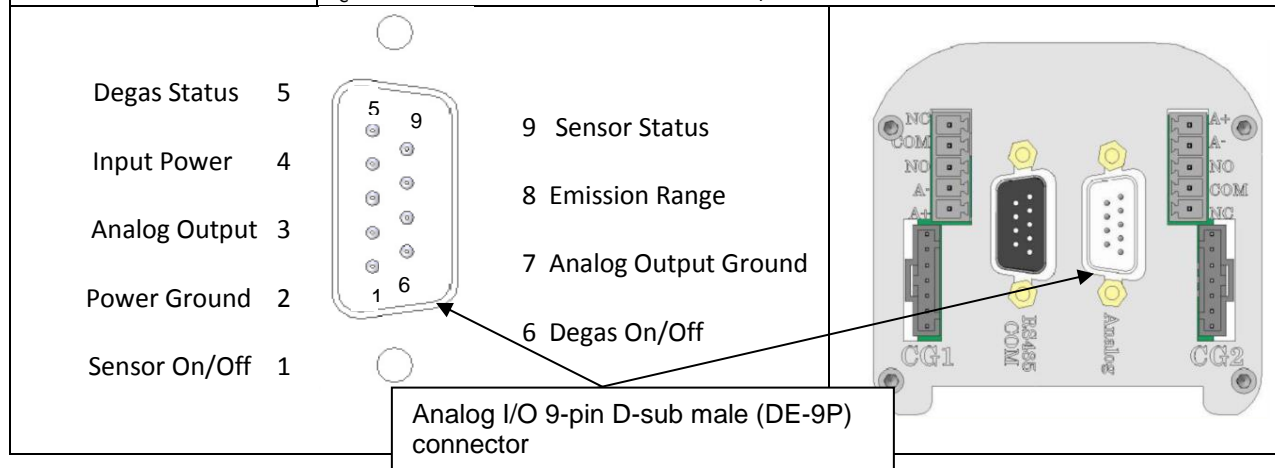 Degas Status 5
Input Power 4
Analog Output 3
Power Ground 2
Sensor On/Off 1
5
9
1
6
9 Sensor Status
8 Emission Range
7 Analog Output Ground
6 Degas On/Off
Analog I/O 9-pin D-sub male (DE-9P)
connector
NC
COM
NO
A-
A+
CG1
RS485
COM
Analog
A+
A-
NO
COM
NC
CG2